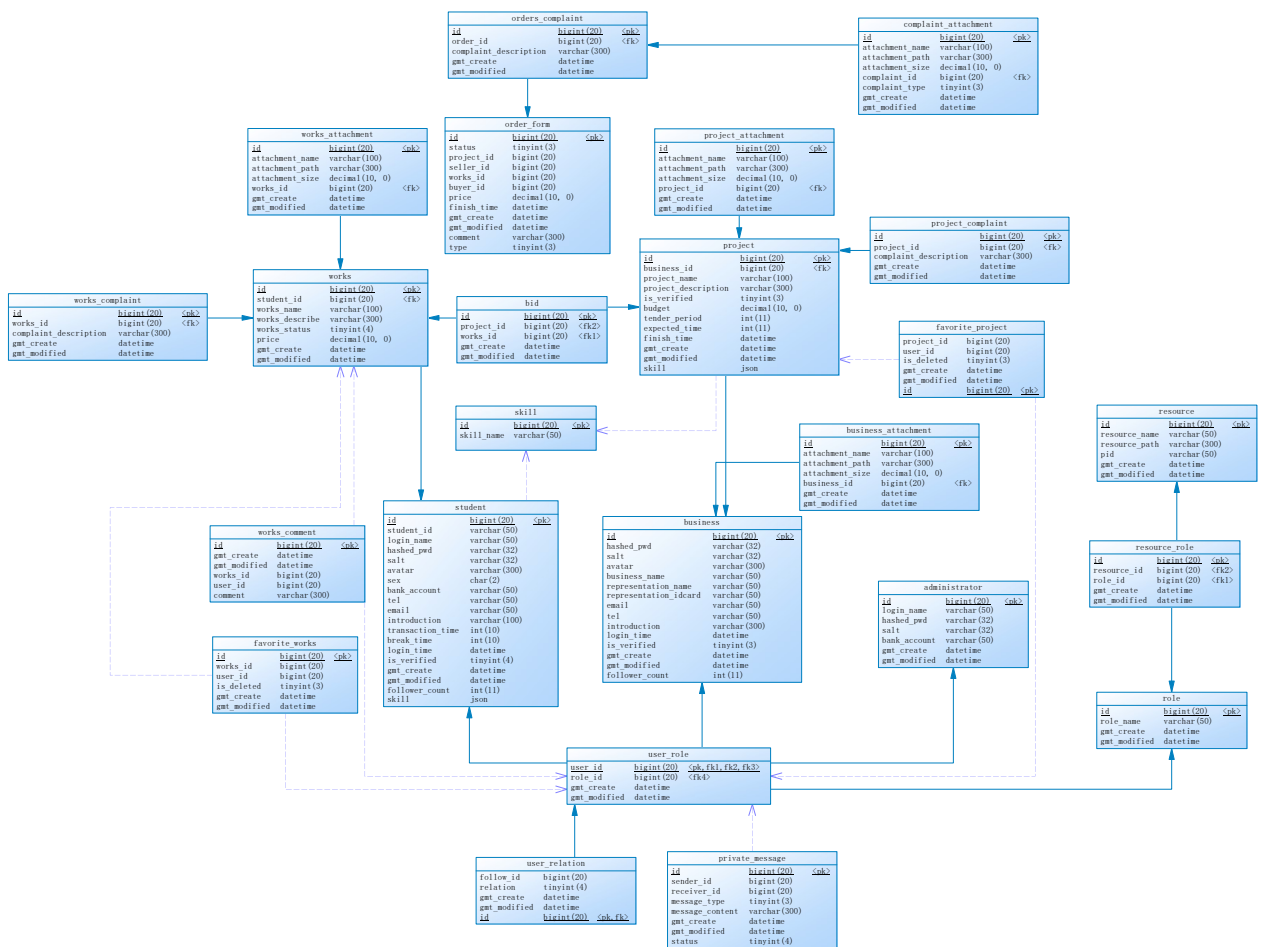 orders_complaint
id bigint(20) <pk>
order_id bigint(20) <fk>
complaint_description varchar(300)
gmt_create datetime
gmt_modified datetime
complaint_attachment
id bigint(20) <pk>
attachment_name varchar(100)
attachment_path varchar(300)
attachment_size decimal(10, 0)
complaint_id bigint(20) <fk>
complaint_type tinyint(3)
gmt_create datetime
gmt_modified datetime
order_form
id bigint(20) <pk>
status tinyint(3)
project_id bigint(20)
seller_id bigint(20)
works_id bigint(20)
buyer_id bigint(20)
price decimal(10, 0)
finish_time datetime
gmt_create datetime
gmt_modified datetime
comment varchar(300)
type tinyint(3)
works_attachment
id bigint(20) <pk>
attachment_name varchar(100)
attachment_path varchar(300)
attachment_size decimal(10, 0)
works_id bigint(20) <fk>
gmt_create datetime
gmt_modified datetime
project_attachment
id bigint(20) <pk>
attachment_name varchar(100)
attachment_path varchar(300)
attachment_size decimal(10, 0)
project_id bigint(20) <fk>
gmt_create datetime
gmt_modified datetime
project_complaint
id bigint(20) <pk>
project_id bigint(20) <fk>
complaint_description varchar(300)
gmt_create datetime
gmt_modified datetime
project
id bigint(20) <pk>
business_id bigint(20) <fk>
project_name varchar(100)
project_description varchar(300)
is_verified tinyint(3)
budget decimal(10, 0)
tender_period int(11)
expected_time int(11)
finish_time datetime
gmt_create datetime
gmt_modified datetime
skill json
works
id bigint(20) <pk>
student_id bigint(20) <fk>
works_name varchar(100)
works_describe varchar(300)
works_status tinyint(4)
price decimal(10, 0)
gmt_create datetime
gmt_modified datetime
works_complaint
id bigint(20) <pk>
works_id bigint(20) <fk>
complaint_description varchar(300)
gmt_create datetime
gmt_modified datetime
bid
id bigint(20) <pk>
project_id bigint(20) <fk2>
works_id bigint(20) <fk1>
gmt_create datetime
gmt_modified datetime
favorite_project
project_id bigint(20)
user_id bigint(20)
is_deleted tinyint(3)
gmt_create datetime
gmt_modified datetime
id bigint(20) <pk>
skill
id bigint(20) <pk>
skill_name varchar(50)
resource
id bigint(20) <pk>
resource_name varchar(50)
resource_path varchar(300)
pid varchar(50)
gmt_create datetime
gmt_modified datetime
business_attachment
id bigint(20) <pk>
attachment_name varchar(100)
attachment_path varchar(300)
attachment_size decimal(10, 0)
business_id bigint(20) <fk>
gmt_create datetime
gmt_modified datetime
student
id bigint(20) <pk>
student_id varchar(50)
login_name varchar(50)
hashed_pwd varchar(32)
salt varchar(32)
avatar varchar(300)
sex char(2)
bank_account varchar(50)
tel varchar(50)
email varchar(50)
introduction varchar(100)
transaction_time int(10)
break_time int(10)
login_time datetime
is_verified tinyint(4)
gmt_create datetime
gmt_modified datetime
follower_count int(11)
skill json
business
id bigint(20) <pk>
hashed_pwd varchar(32)
salt varchar(32)
avatar varchar(300)
business_name varchar(50)
representation_name varchar(50)
representation_idcard varchar(50)
email varchar(50)
tel varchar(50)
introduction varchar(300)
login_time datetime
is_verified tinyint(3)
gmt_create datetime
gmt_modified datetime
follower_count int(11)
works_comment
id bigint(20) <pk>
gmt_create datetime
gmt_modified datetime
works_id bigint(20)
user_id bigint(20)
comment varchar(300)
resource_role
id bigint(20) <pk>
resource_id bigint(20) <fk2>
role_id bigint(20) <fk1>
gmt_create datetime
gmt_modified datetime
administrator
id bigint(20) <pk>
login_name varchar(50)
hashed_pwd varchar(32)
salt varchar(32)
bank_account varchar(50)
gmt_create datetime
gmt_modified datetime
favorite_works
id bigint(20) <pk>
works_id bigint(20)
user_id bigint(20)
is_deleted tinyint(3)
gmt_create datetime
gmt_modified datetime
role
id bigint(20) <pk>
role_name varchar(50)
gmt_create datetime
gmt_modified datetime
user_role
user_id bigint(20) <pk,fk1,fk2,fk3>
role_id bigint(20) <fk4>
gmt_create datetime
gmt_modified datetime
user_relation
follow_id bigint(20)
relation tinyint(4)
gmt_create datetime
gmt_modified datetime
id bigint(20) <pk,fk>
private_message
id bigint(20) <pk>
sender_id bigint(20)
receiver_id bigint(20)
message_type tinyint(3)
message_content varchar(300)
gmt_create datetime
gmt_modified datetime
status tinyint(4)